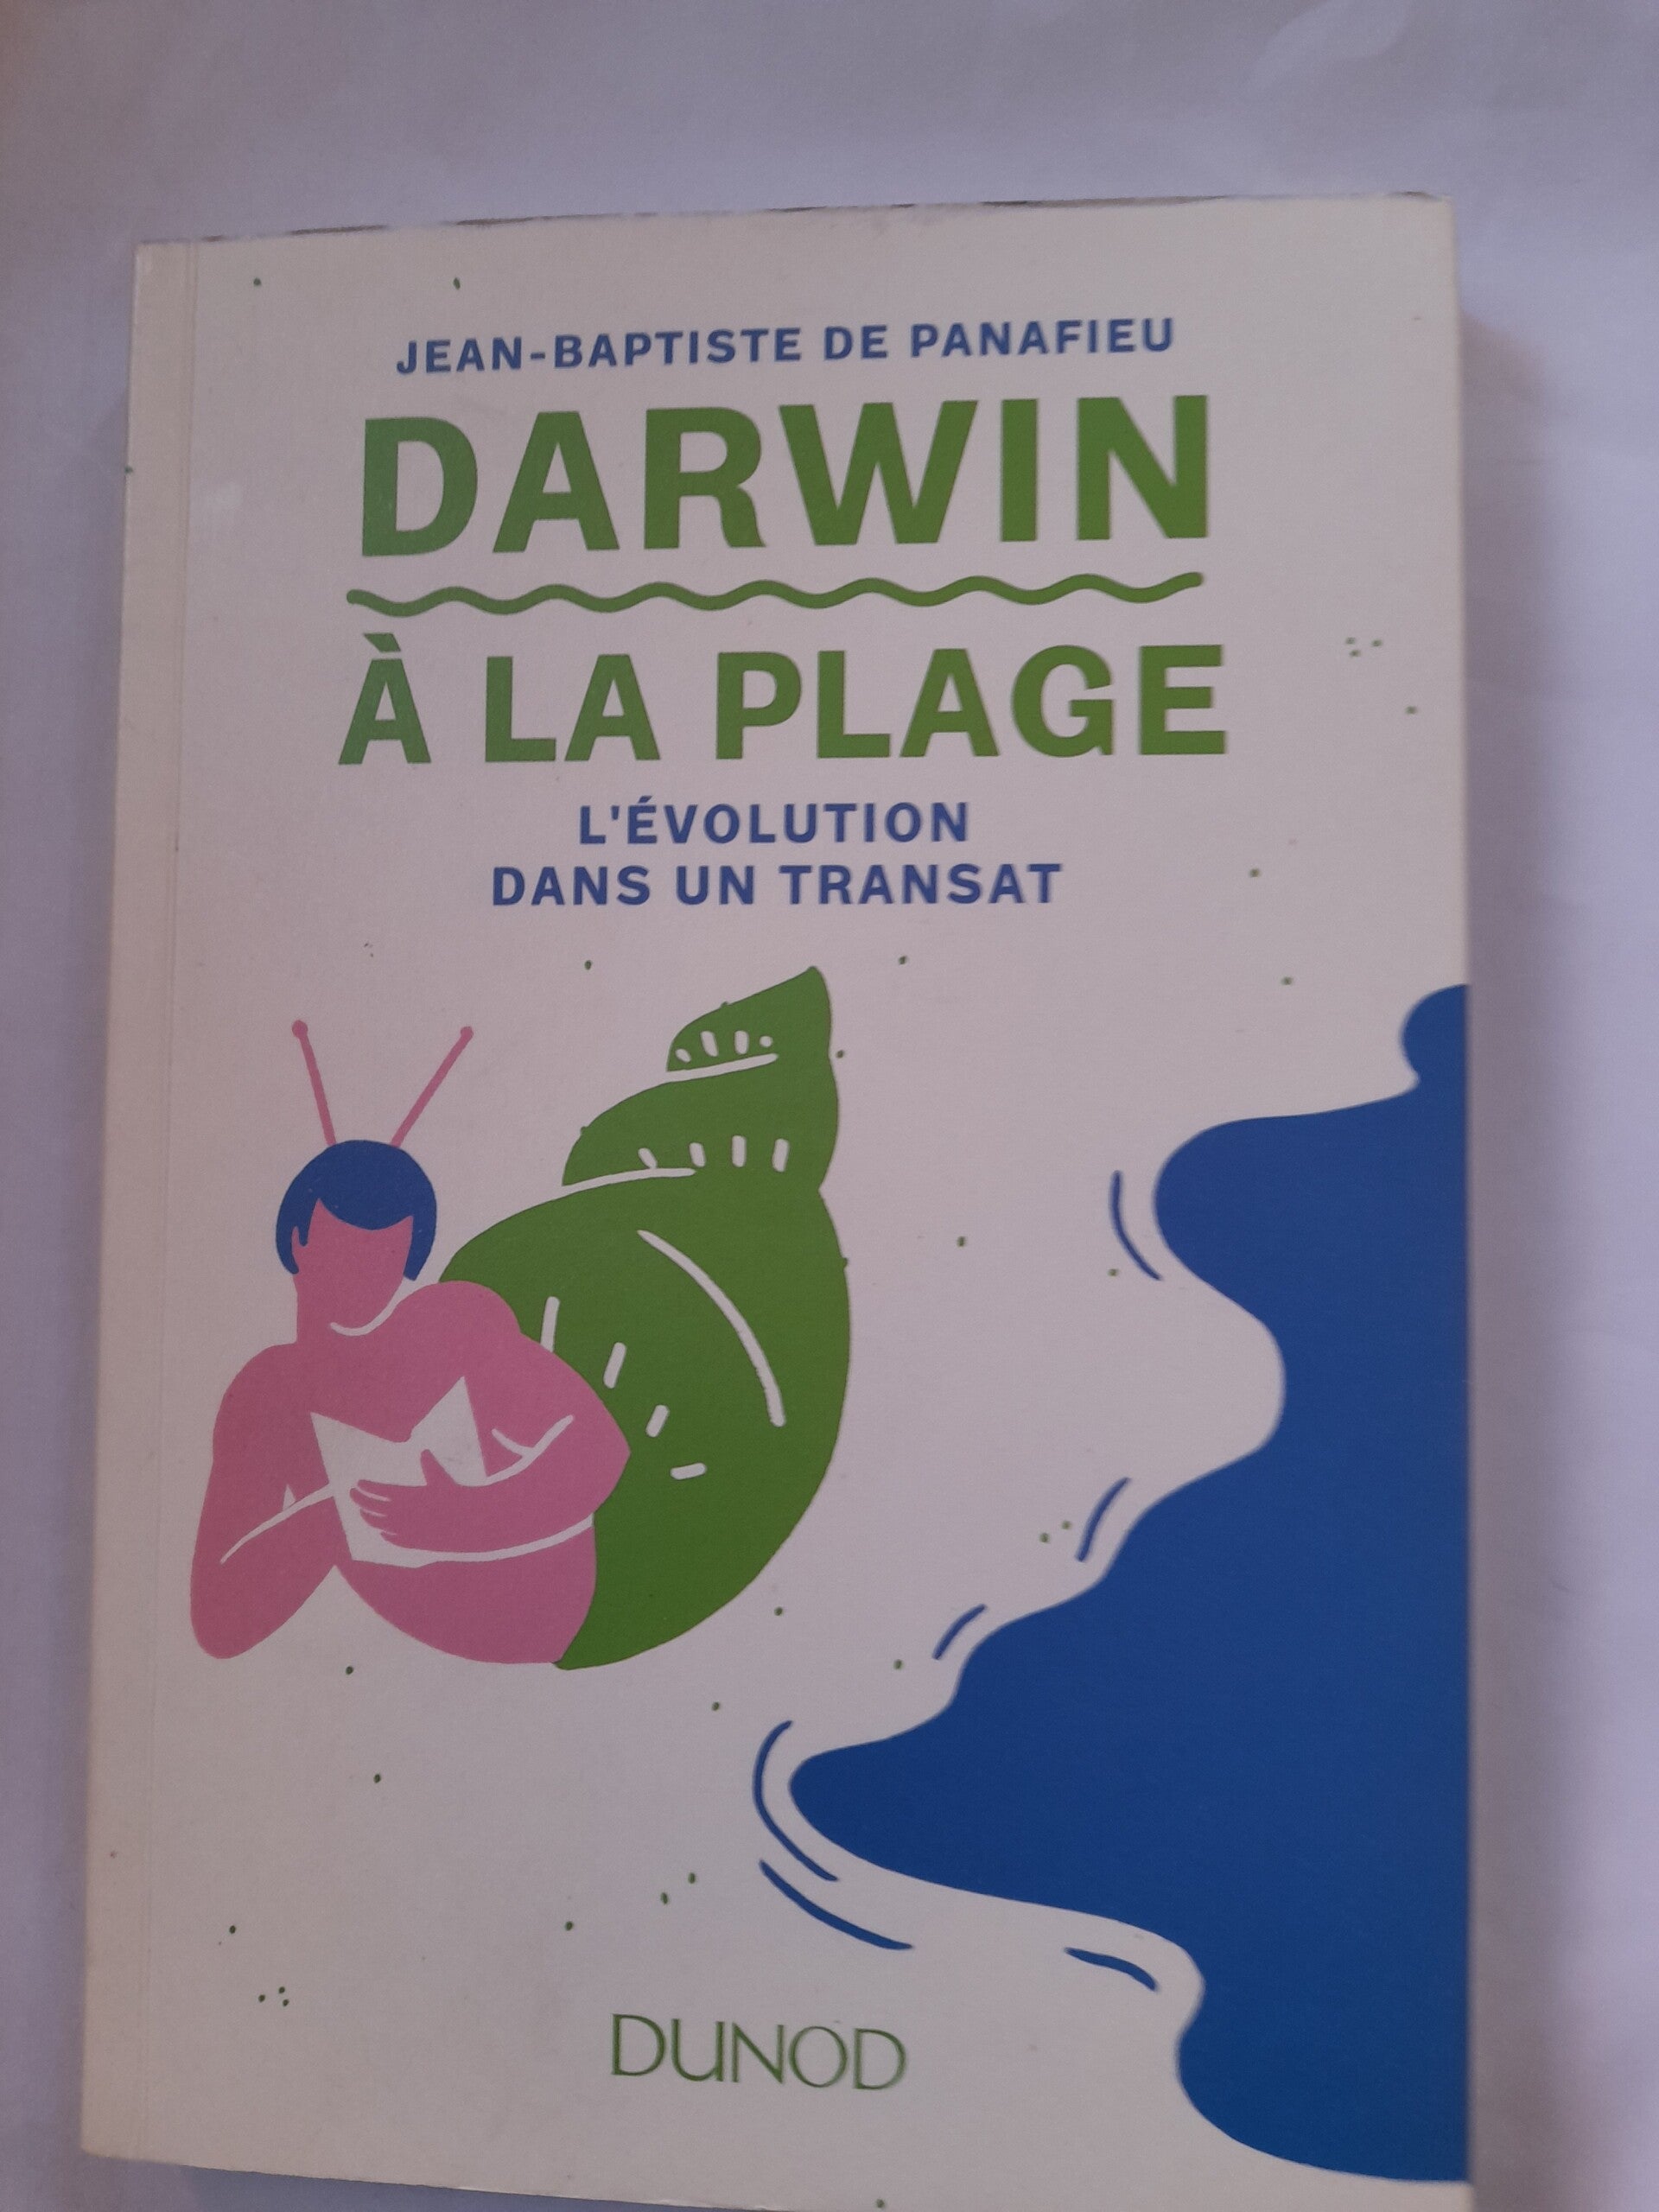 JEAN-BAPTISTE DE PANAFIEU
DARWIN
À LA PLAGE
L'ÉVOLUTION
DANS UN TRANSAT
DUNOD